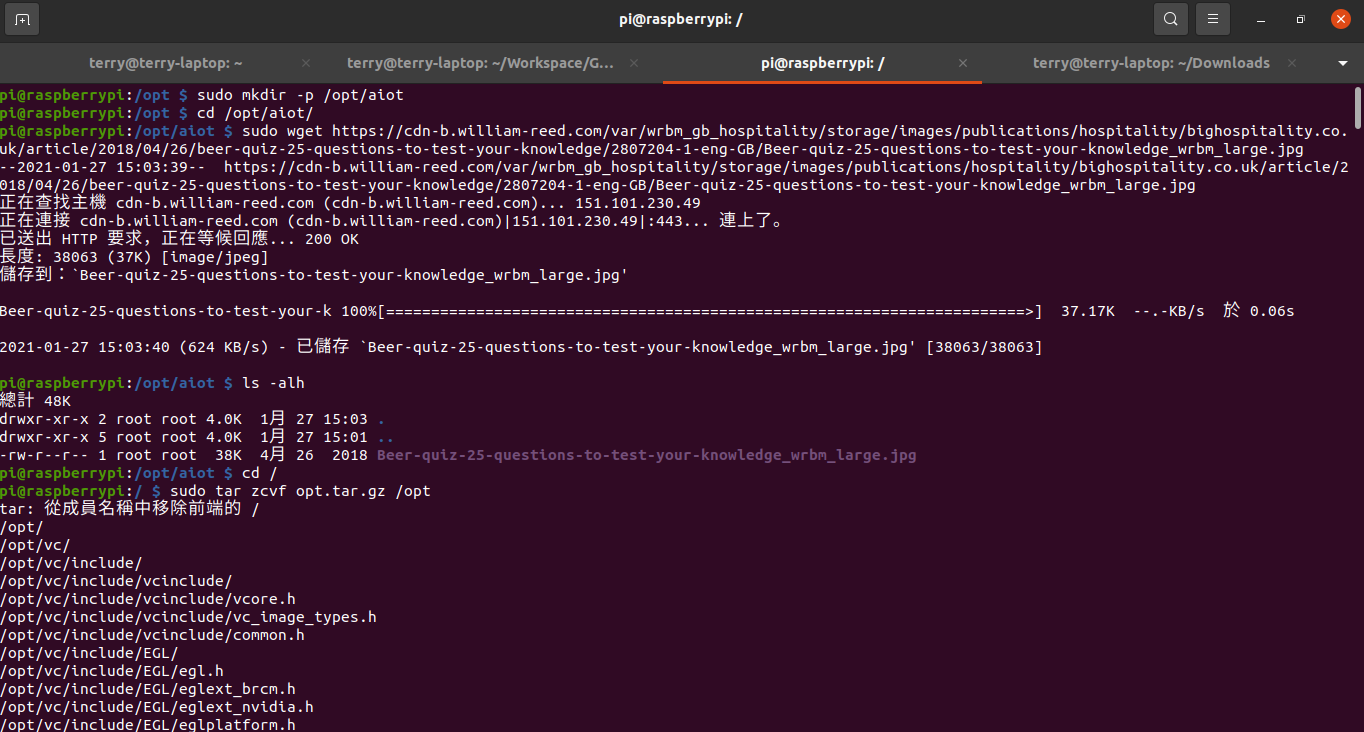 pi@raspberrypi: /
terry@terry-laptop: ~
terry@terry-laptop: ~/Workspace/G...
pi@raspberrypi: /
terry@terry-laptop: ~/Downloads
pi@raspberrypi:/opt $ sudo mkdir -p /opt/aiot
pi@raspberrypi:/opt $ cd /opt/aiot/
pi@raspberrypi:/opt/aiot $ sudo wget https://cdn-b.william-reed.com/var/wrbm_gb_hospitality/storage/images/publications/hospitality/bighospitality.co.
uk/article/2018/04/26/beer-quiz-25-questions-to-test-your-knowledge/2807204-1-eng-GB/Beer-quiz-25-questions-to-test-your-knowledge_wrbm_large.jpg
--2021-01-27 15:03:39--  https://cdn-b.william-reed.com/var/wrbm_gb_hospitality/storage/images/publications/hospitality/bighospitality.co.uk/article/2
018/04/26/beer-quiz-25-questions-to-test-your-knowledge/2807204-1-eng-GB/Beer-quiz-25-questions-to-test-your-knowledge_wrbm_large.jpg
正在查找主機 cdn-b.william-reed.com (cdn-b.william-reed.com)... 151.101.230.49
正在連接 cdn-b.william-reed.com (cdn-b.william-reed.com)|151.101.230.49|:443... 連上了。
已送出 HTTP 要求，正在等候回應... 200 OK
長度: 38063 (37K) [image/jpeg]
儲存到：`Beer-quiz-25-questions-to-test-your-knowledge_wrbm_large.jpg'
Beer-quiz-25-questions-to-test-your-k 100%[=======================================================================>]  37.17K  --.-KB/s  於 0.06s
2021-01-27 15:03:40 (624 KB/s) - 已儲存 `Beer-quiz-25-questions-to-test-your-knowledge_wrbm_large.jpg' [38063/38063]
pi@raspberrypi:/opt/aiot $ ls -alh
總計 48K
drwxr-xr-x 2 root root 4.0K  1月 27 15:03 .
drwxr-xr-x 5 root root 4.0K  1月 27 15:01 ..
-rw-r--r-- 1 root root  38K  4月 26  2018 Beer-quiz-25-questions-to-test-your-knowledge_wrbm_large.jpg
pi@raspberrypi:/opt/aiot $ cd /
pi@raspberrypi:/ $ sudo tar zcvf opt.tar.gz /opt
tar: 從成員名稱中移除前端的 /
/opt/
/opt/vc/
/opt/vc/include/
/opt/vc/include/vcinclude/
/opt/vc/include/vcinclude/vcore.h
/opt/vc/include/vcinclude/vc_image_types.h
/opt/vc/include/vcinclude/common.h
/opt/vc/include/EGL/
/opt/vc/include/EGL/egl.h
/opt/vc/include/EGL/eglext_brcm.h
/opt/vc/include/EGL/eglext_nvidia.h
/opt/vc/include/EGL/eglplatform.h